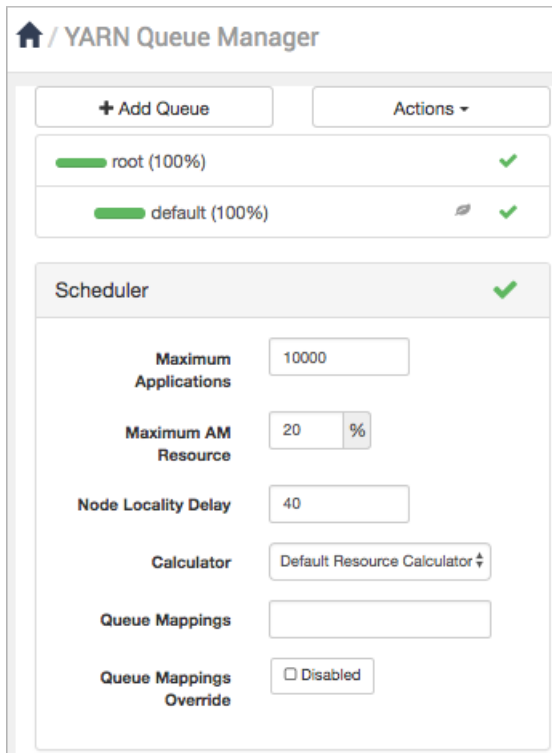 / YARN Queue Manager
+ Add Queue
Actions
root (100%)
default (100%)
Scheduler
Maximum
Applications
10000
Maximum AM
Resource
20
%
Node Locality Delay
40
Calculator
Default Resource Calculator
Queue Mappings
Queue Mappings
Override
Disabled